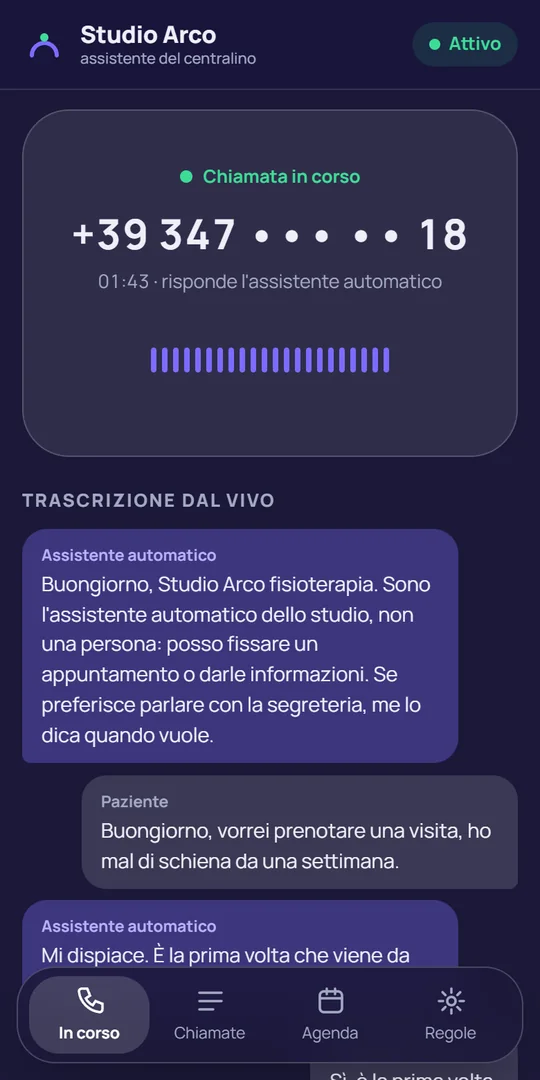 Studio Arco
assistente del centralino
Attivo
Chiamata in corso
+39 347 ••• •• 18
01:43 · risponde l'assistente automatico
TRASCRIZIONE DAL VIVO
Assistente automatico
Buongiorno, Studio Arco fisioterapia. Sono
l'assistente automatico dello studio, non
una persona: posso fissare un
appuntamento o darle informazioni. Se
preferisce parlare con la segreteria, me lo
dica quando vuole.
Paziente
Buongiorno, vorrei prenotare una visita, ho
mal di schiena da una settimana.
Assistente automatico
Mi dispiace. È la prima volta che viene da
In corso
Chiamate
Agenda
Regole
Sì, è la prima volta